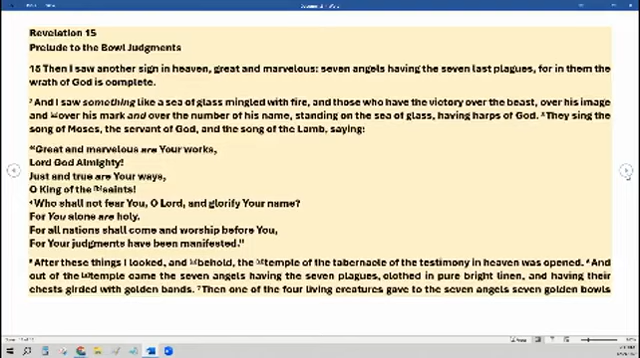 Revelation 15
Prelude to the Bowl Judgments
15 Then I saw another sign in heaven, great and marvelous: seven angels having the seven last plagues, for in them the
wrath of God is complete.
2 And I saw something like a sea of glass mingled with fire, and those who have the victory over the beast, over his image
and over his mark and over the number of his name, standing on the sea of glass, having harps of God. 3 They sing the
song of Moses, the servant of God, and the song of the Lamb, saying:
"Great and marvelous are Your works,
Lord God Almighty!
Just and true are Your ways,
O King of the saints!
4 Who shall not fear You, O Lord, and glorify Your name?
For You alone are holy.
For all nations shall come and worship before You,
For Your judgments have been manifested."
5 After these things I looked, and behold, the temple of the tabernacle of the testimony in heaven was opened. 6 And
out of the temple came the seven angels having the seven plagues, clothed in pure bright linen, and having their
chests girded with golden bands. 7 Then one of the four living creatures gave to the seven angels seven golden bowls